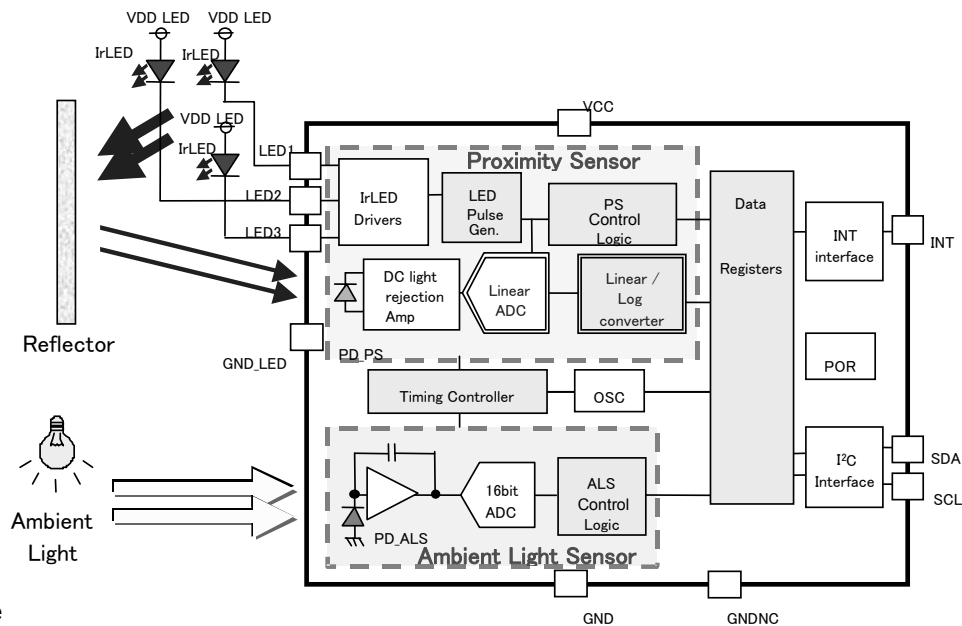 VDD LED
VDD LED
IrLED
IrLED
VDD LED
IrLED
LED1
LED2
LED3
Reflector
GND_LED
VCC
Proximity Sensor
IrLED
Drivers
LED
Pulse
Gen.
PS
Control
Logic
DC light
rejection
Amp
Linear
ADC
Linear /
Log
converter
PD_PS
Data
Registers
INT
interface
INT
POR
Timing Controller
OSC
I²C
Interface
SDA
SCL
Ambient
Light
16bit
ADC
ALS
Control
Logic
PD_ALS
Ambient Light Sensor
GND
GNDNC
e